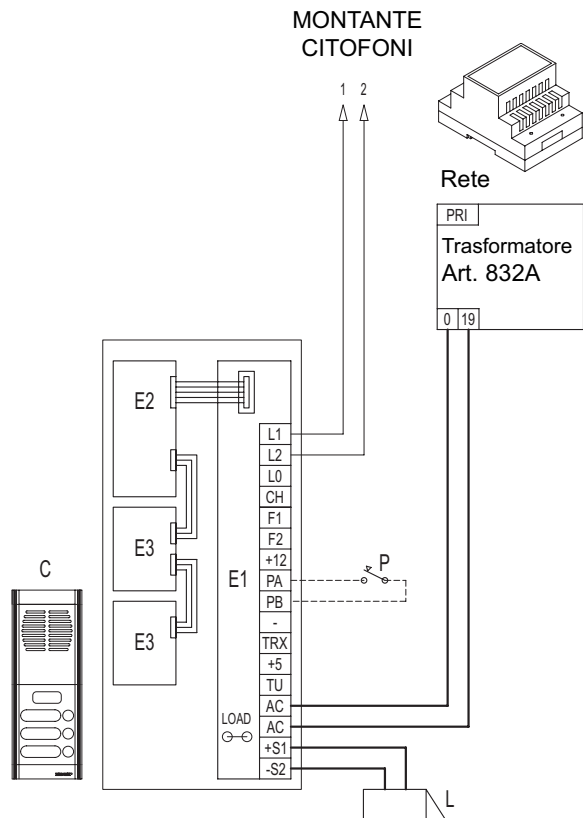 MONTANTE
CITOFONI
1 2
Rete
PRI
Trasformatore
Art. 832A
0 19
E2
E3
E3
E1
L1
L2
L0
CH
F1
F2
+12
PA
PB
-
TRX
+5
TU
AC
AC
+S1
-S2
LOAD
P
C
L